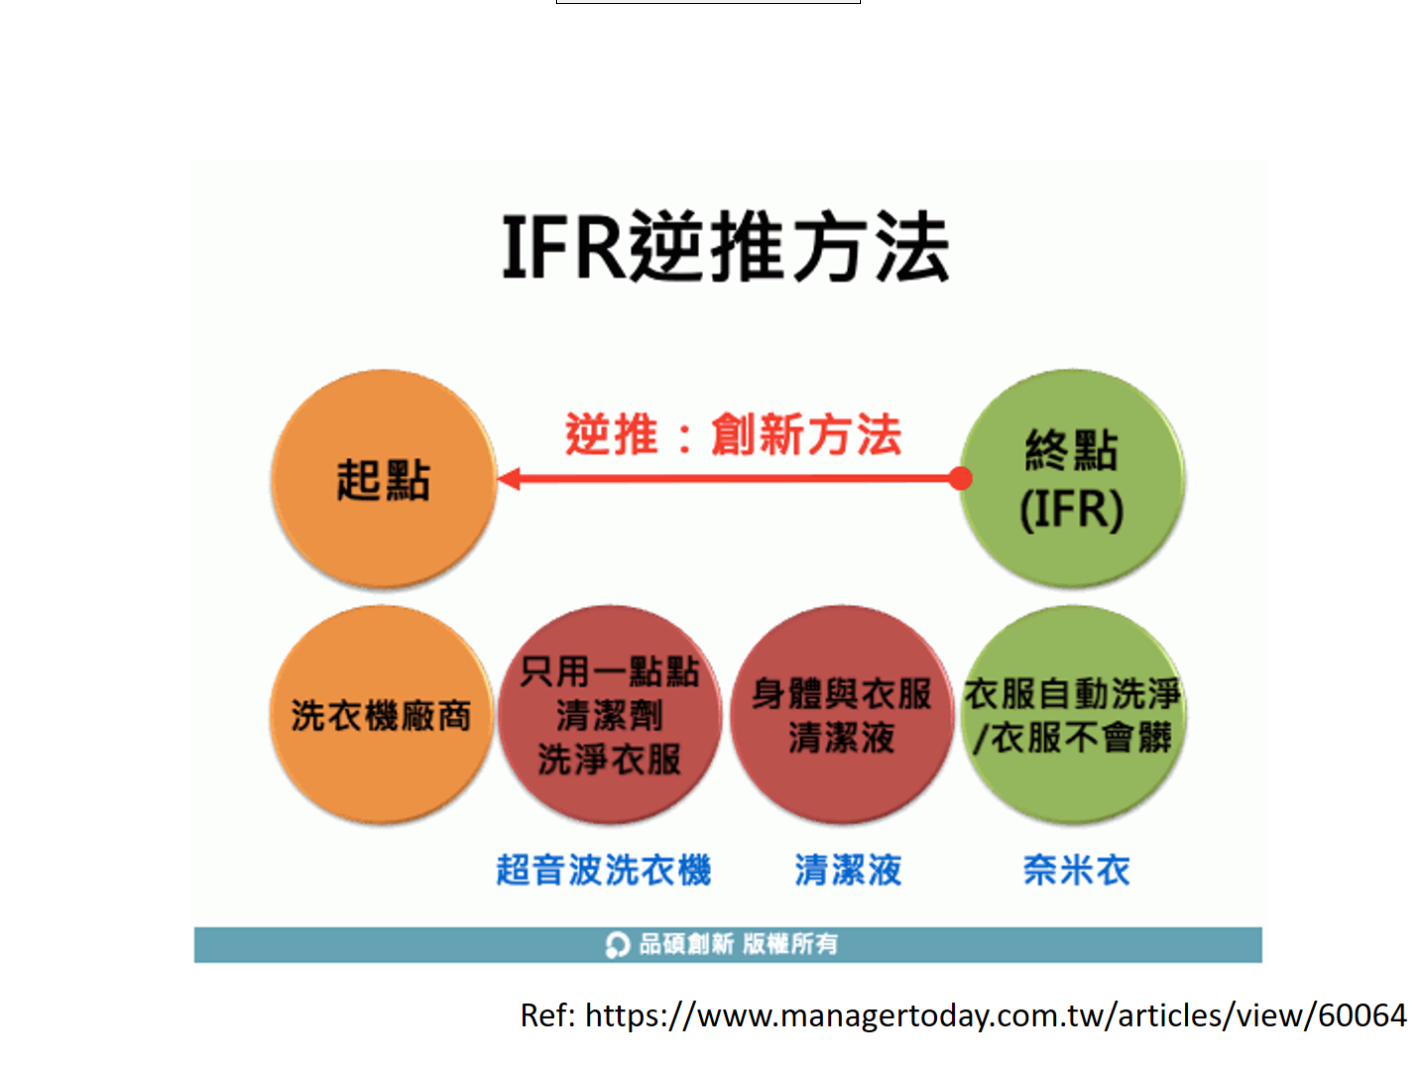 IFR逆推方法
逆推：創新方法
起點
終點
(IFR)
洗衣機廠商
只用一點點
清潔劑
洗淨衣服
身體與衣服
清潔液
衣服自動洗淨
/衣服不會髒
超音波洗衣機
清潔液
奈米衣
品碩創新 版權所有
Ref: https://www.managertoday.com.tw/articles/view/60064